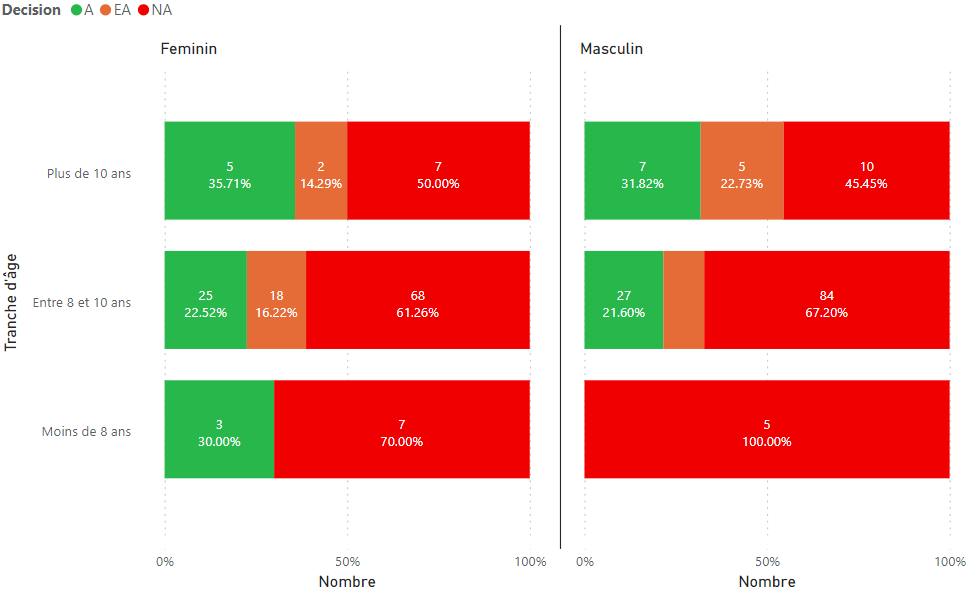 Decision A EA NA
Feminin
Masculin
Tranche d'âge
Plus de 10 ans
5
35.71%
2
14.29%
7
50.00%
7
31.82%
5
22.73%
10
45.45%
Entre 8 et 10 ans
25
22.52%
18
16.22%
68
61.26%
27
21.60%
84
67.20%
Moins de 8 ans
3
30.00%
7
70.00%
5
100.00%
0% 50% 100%
0% 50% 100%
Nombre
Nombre